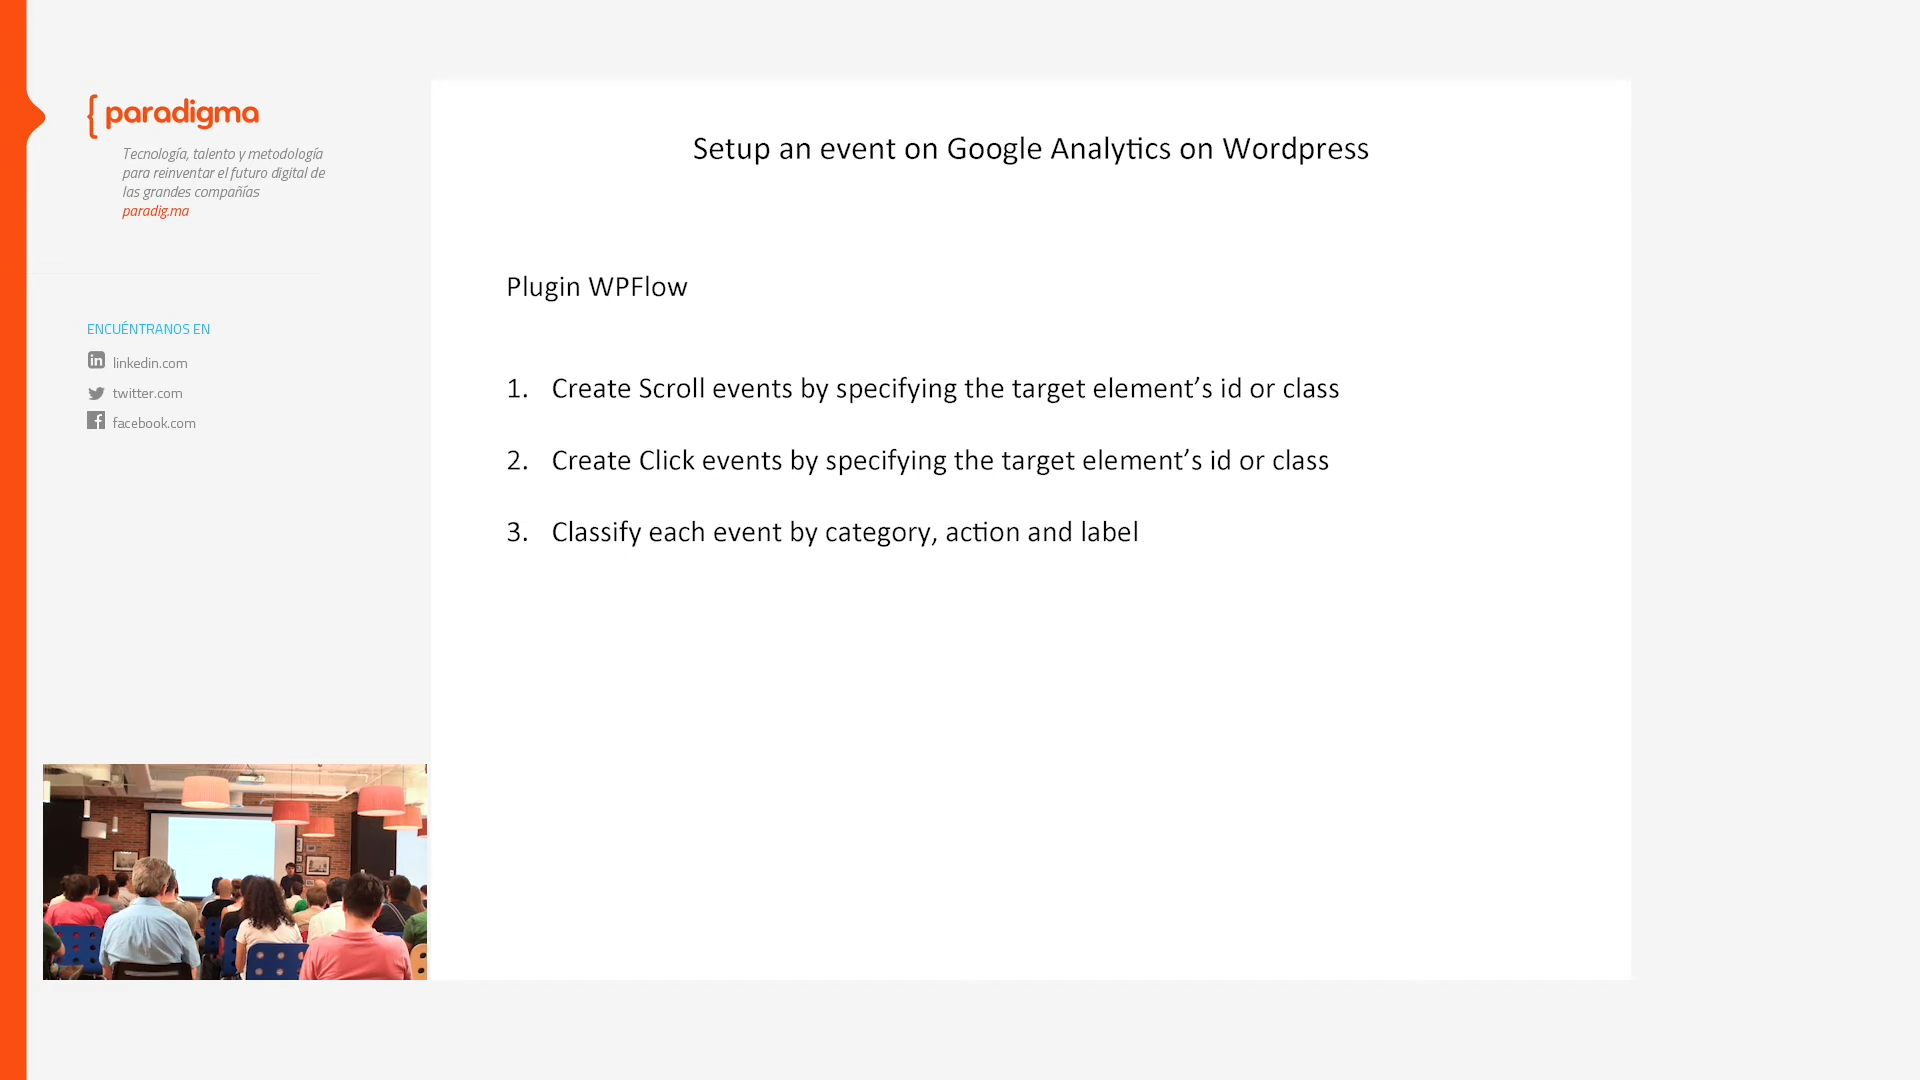 {paradigma
Tecnología, talento y metodología
para reinventar el futuro digital de
las grandes compañías
paradig.ma
ENCUÉNTRANOS EN
linkedin.com
twitter.com
facebook.com
Setup an event on Google Analytics on Wordpress
Plugin WPFlow
1. Create Scroll events by specifying the target element’s id or class
2. Create Click events by specifying the target element’s id or class
3. Classify each event by category, action and label